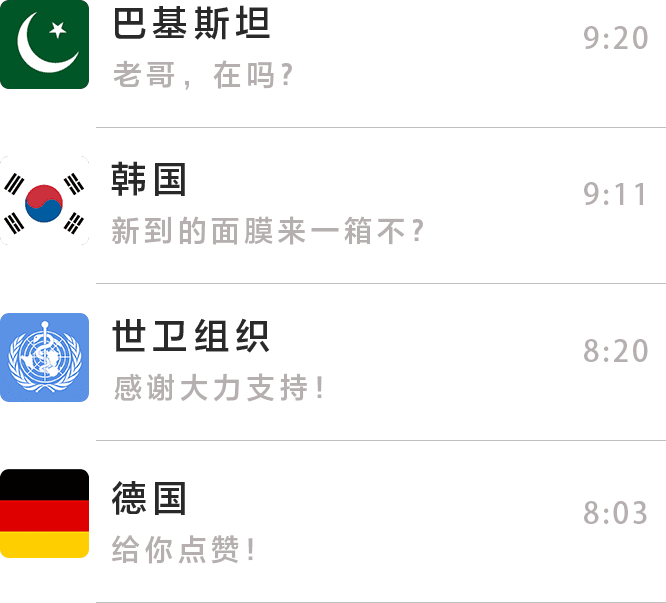 巴基斯坦
9:20
老哥，在吗?
韩国
9:11
新到的面膜来一箱不?
世卫组织
8:20
感谢大力支持!
德国
8:03
给你点赞!